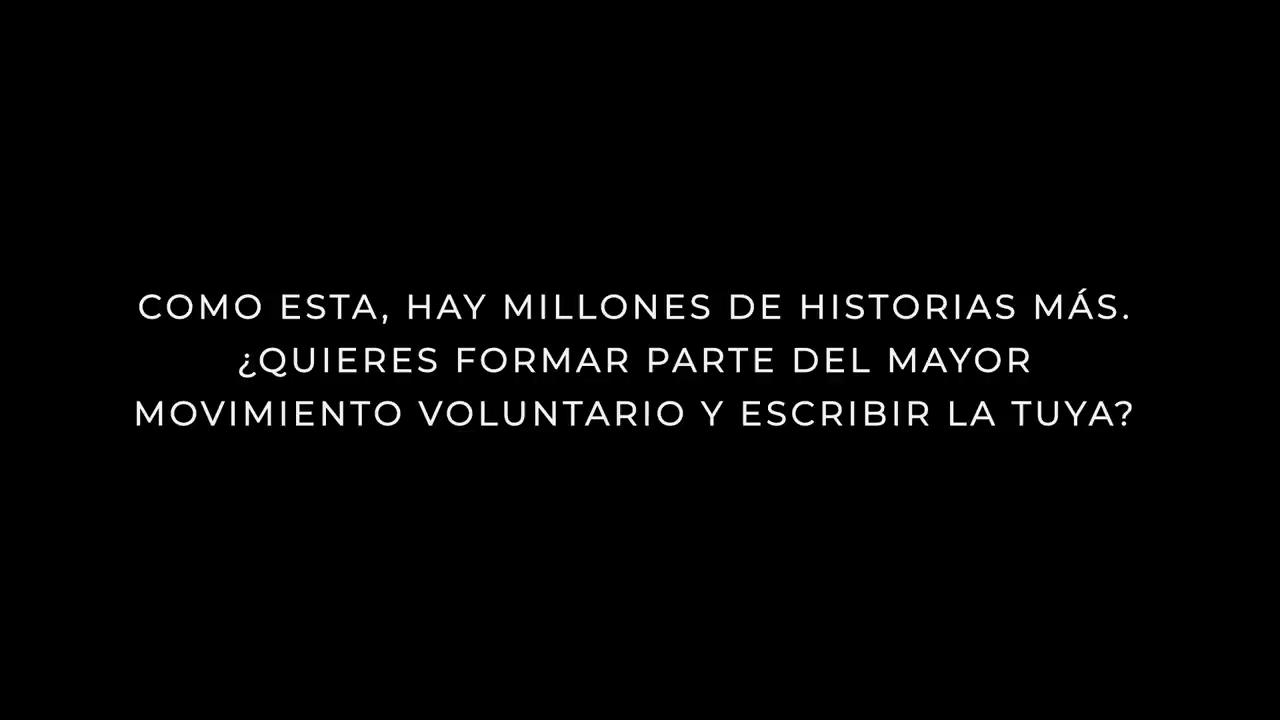 COMO ESTA, HAY MILLONES DE HISTORIAS MÁS.
¿QUIERES FORMAR PARTE DEL MAYOR
MOVIMIENTO VOLUNTARIO Y ESCRIBIR LA TUYA?